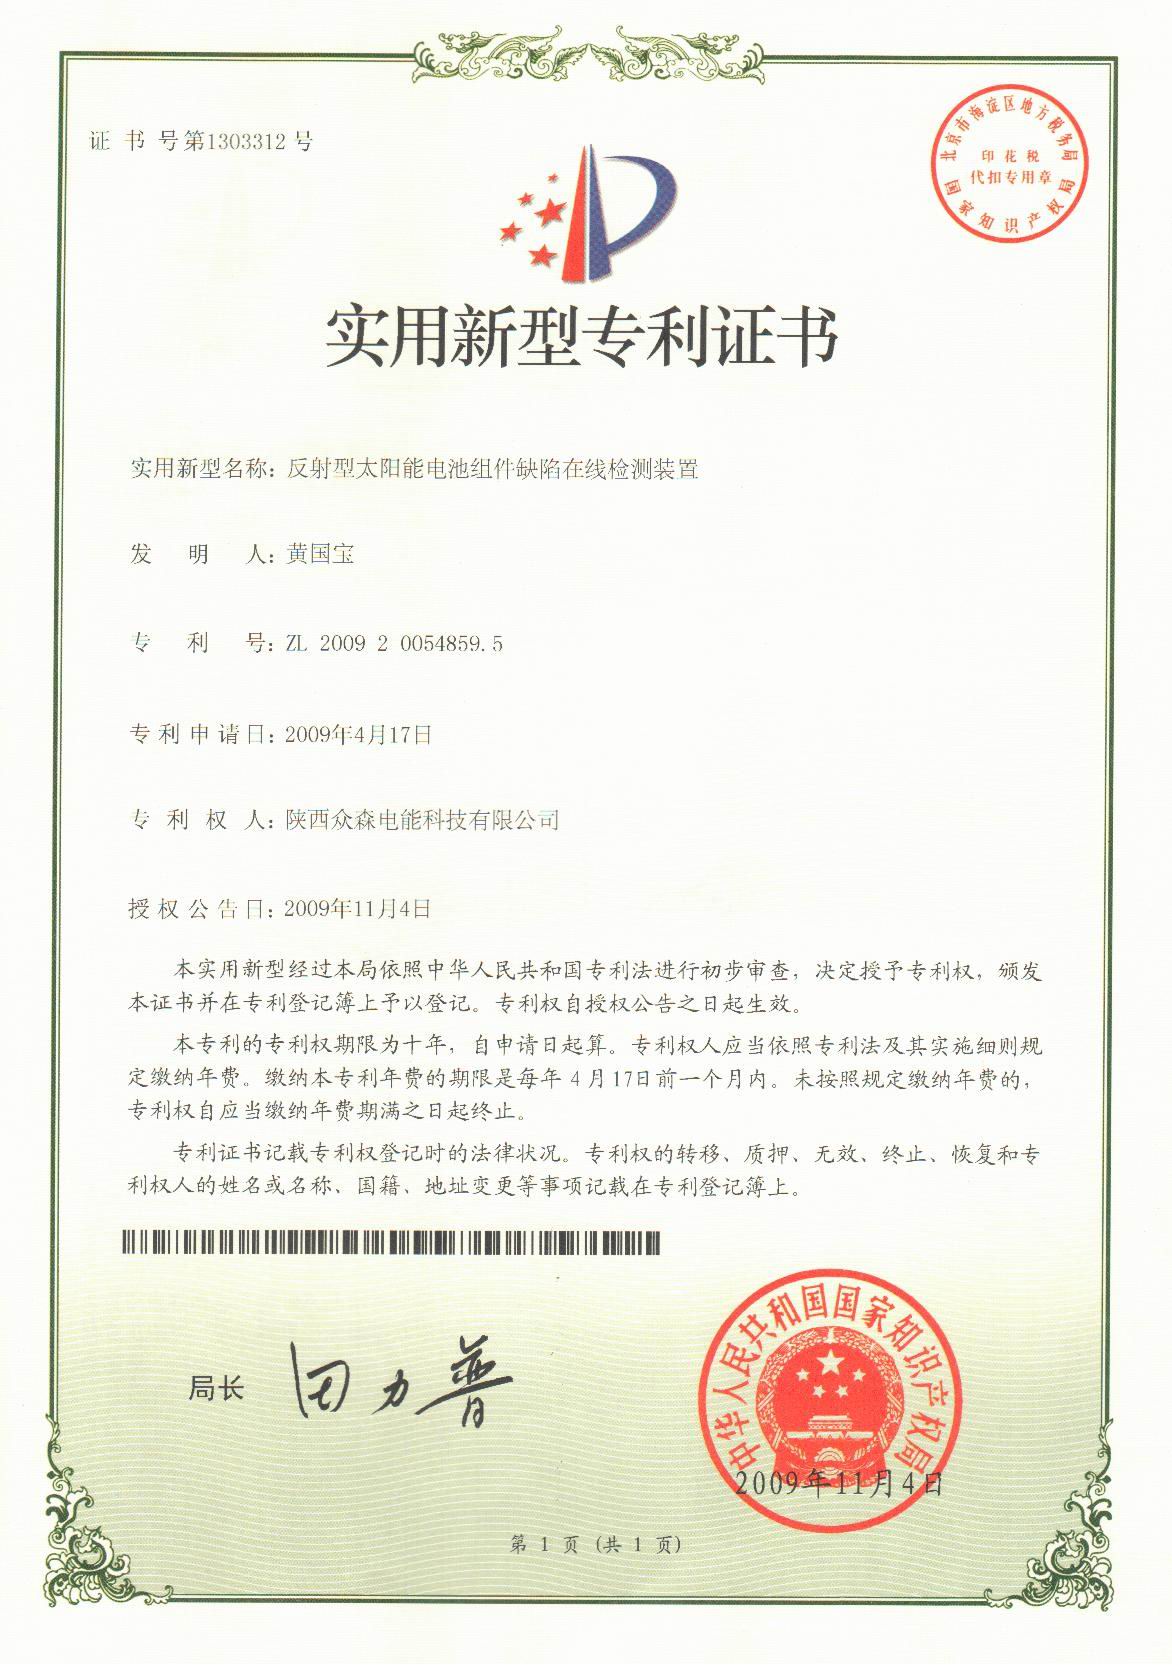 证书号第1303312号
北京市海淀区地方税务局
印花税
代扣专用章
国家知识产权局
实用新型专利证书
实用新型名称：反射型太阳能电池组件缺陷在线检测装置
发明人：黄国宝
专利号：ZL 2009 2 0054859.5
专利申请日：2009年4月17日
专利权人：陕西众森电能科技有限公司
授权公告日：2009年11月4日
本实用新型经过本局依照中华人民共和国专利法进行初步审查，决定授予专利权，颁发
本证书并在专利登记簿上予以登记。专利权自授权公告之日起生效。
本专利的专利权期限为十年，自申请日起算。专利权人应当依照专利法及其实施细则规
定缴纳年费。缴纳本专利年费的期限是每年4月17日前一个月内。未按照规定缴纳年费的，
专利权自应当缴纳年费期满之日起终止。
专利证书记载专利权登记时的法律状况。专利权的转移、质押、无效、终止、恢复和专
利权人的姓名或名称、国籍、地址变更等事项记载在专利登记簿上。
局长 田力普
中华人民共和国国家知识产权局
2009年11月4日
第 1 页 (共 1 页)